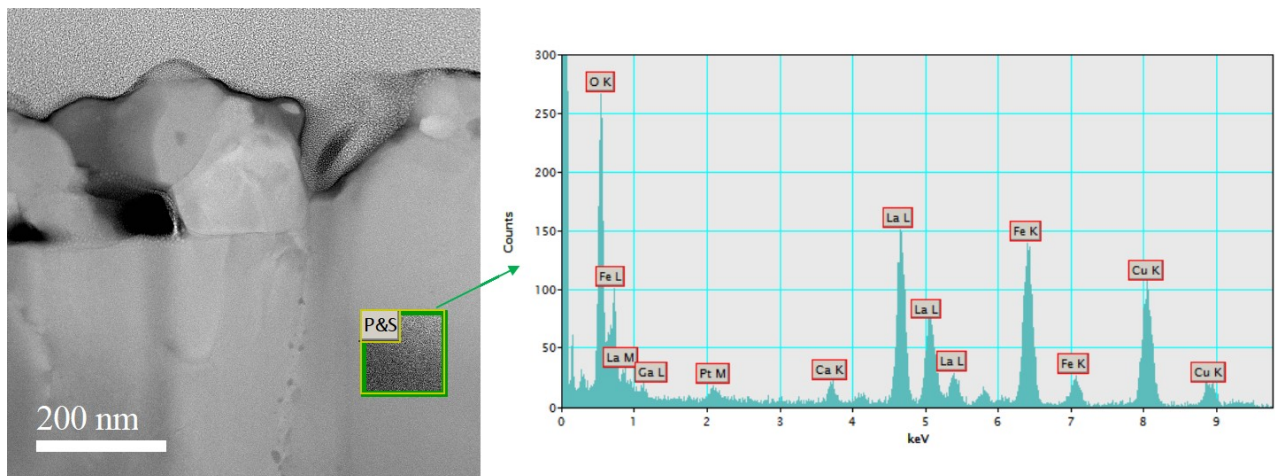 P&S
200 nm
300
250
200
150
100
50
0
Counts
O K
Fe L
La M
Ga L
Pt M
Ca K
La L
La L
La L
Fe K
Fe K
Cu K
Cu K
0 1 2 3 4 5 6 7 8 9
keV